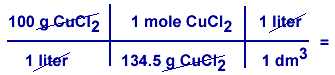 100 g CuCl₂ 1 mole CuCl₂ 1 liter
1 liter 134.5 g CuCl₂ 1 dm³ =